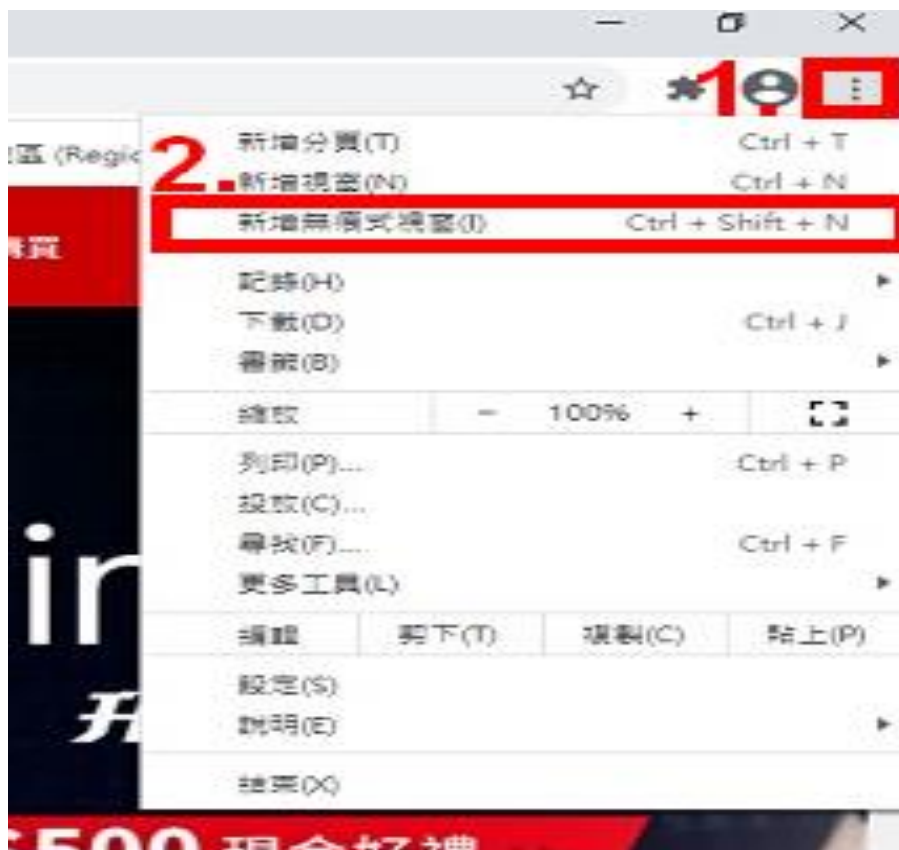 1.
區 (Regio
2.
新增分頁(T) Ctrl + T
新增視窗(N) Ctrl + N
新增無痕式視窗(I) Ctrl + Shift + N
購買
記錄(H)
下載(D) Ctrl + J
書籤(B)
縮放 - 100% +
列印(P)... Ctrl + P
投放(C)...
尋找(F)... Ctrl + F
in
更多工具(L)
編輯 剪下(T) 複製(C) 貼上(P)
設定(S)
說明(E)
結束(X)
$500 現金好禮